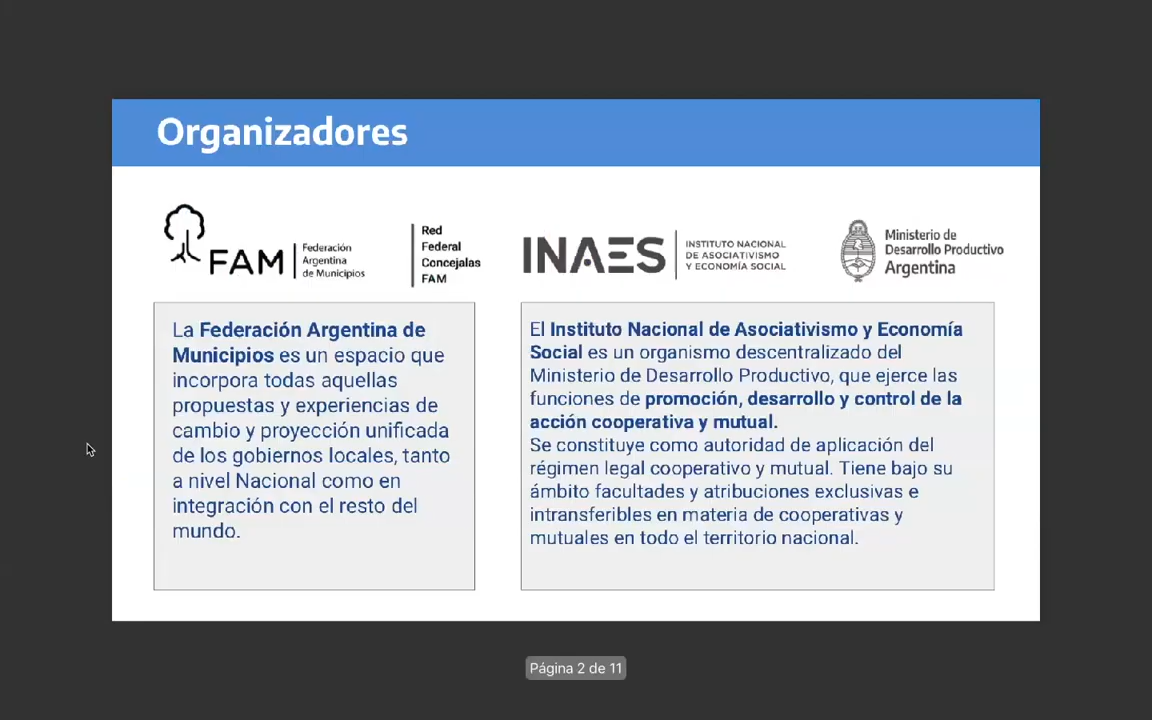 Organizadores
FAM
Federación
Argentina
de Municipios
Red
Federal
Concejalas
FAM
INAES
INSTITUTO NACIONAL
DE ASOCIATIVISMO
Y ECONOMÍA SOCIAL
Ministerio de
Desarrollo Productivo
Argentina
La Federación Argentina de
Municipios es un espacio que
incorpora todas aquellas
propuestas y experiencias de
cambio y proyección unificada
de los gobiernos locales, tanto
a nivel Nacional como en
integración con el resto del
mundo.
El Instituto Nacional de Asociativismo y Economía
Social es un organismo descentralizado del
Ministerio de Desarrollo Productivo, que ejerce las
funciones de promoción, desarrollo y control de la
acción cooperativa y mutual.
Se constituye como autoridad de aplicación del
régimen legal cooperativo y mutual. Tiene bajo su
ámbito facultades y atribuciones exclusivas e
intransferibles en materia de cooperativas y
mutuales en todo el territorio nacional.
Página 2 de 11